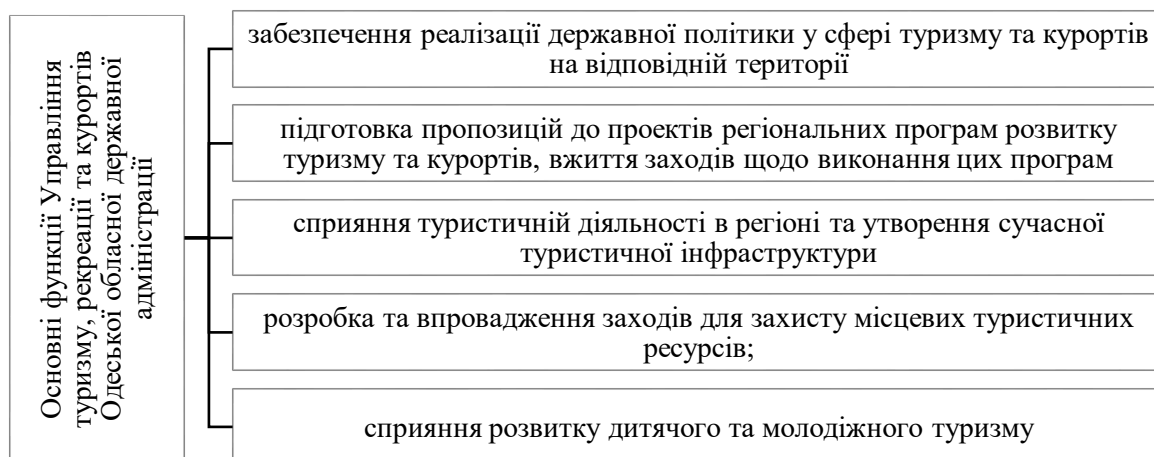 Основні функції Управління
туризму, рекреації та курортів
Одеської обласної державної
адміністрації
забезпечення реалізації державної політики у сфері туризму та курортів
на відповідній території
підготовка пропозицій до проектів регіональних програм розвитку
туризму та курортів, вжиття заходів щодо виконання цих програм
сприяння туристичній діяльності в регіоні та утворення сучасної
туристичної інфраструктури
розробка та впровадження заходів для захисту місцевих туристичних
ресурсів;
сприяння розвитку дитячого та молодіжного туризму